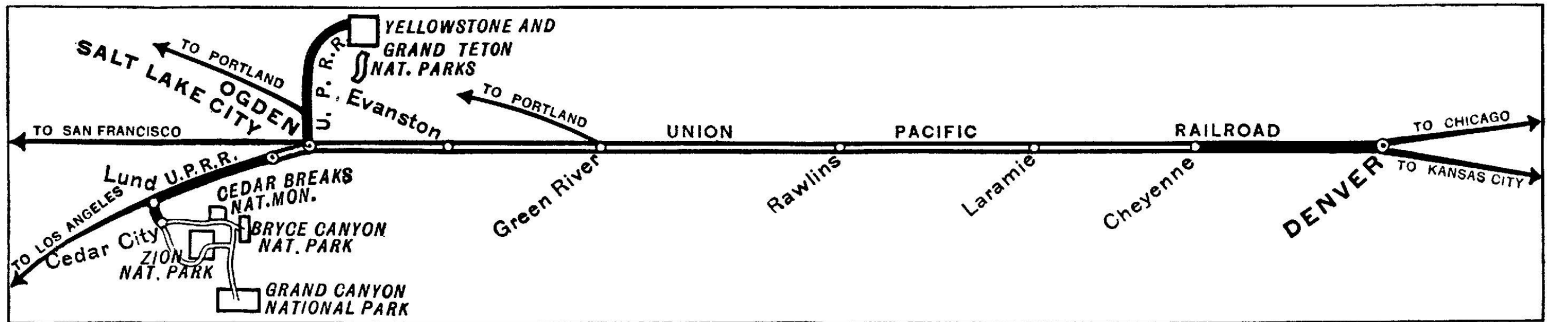 YELLOWSTONE AND
GRAND TETON
NAT. PARKS
U. P. R. R.
TO PORTLAND
SALT LAKE CITY
OGDEN
Evanston
TO PORTLAND
TO SAN FRANCISCO
UNION PACIFIC RAILROAD
TO CHICAGO
TO KANSAS CITY
Green River
Rawlins
Laramie
Cheyenne
DENVER
Lund
U.P.R.R.
TO LOS ANGELES
CEDAR BREAKS
NAT.MON.
Cedar City
BRYCE CANYON
NAT. PARK
ZION
NAT. PARK
GRAND CANYON
NATIONAL PARK